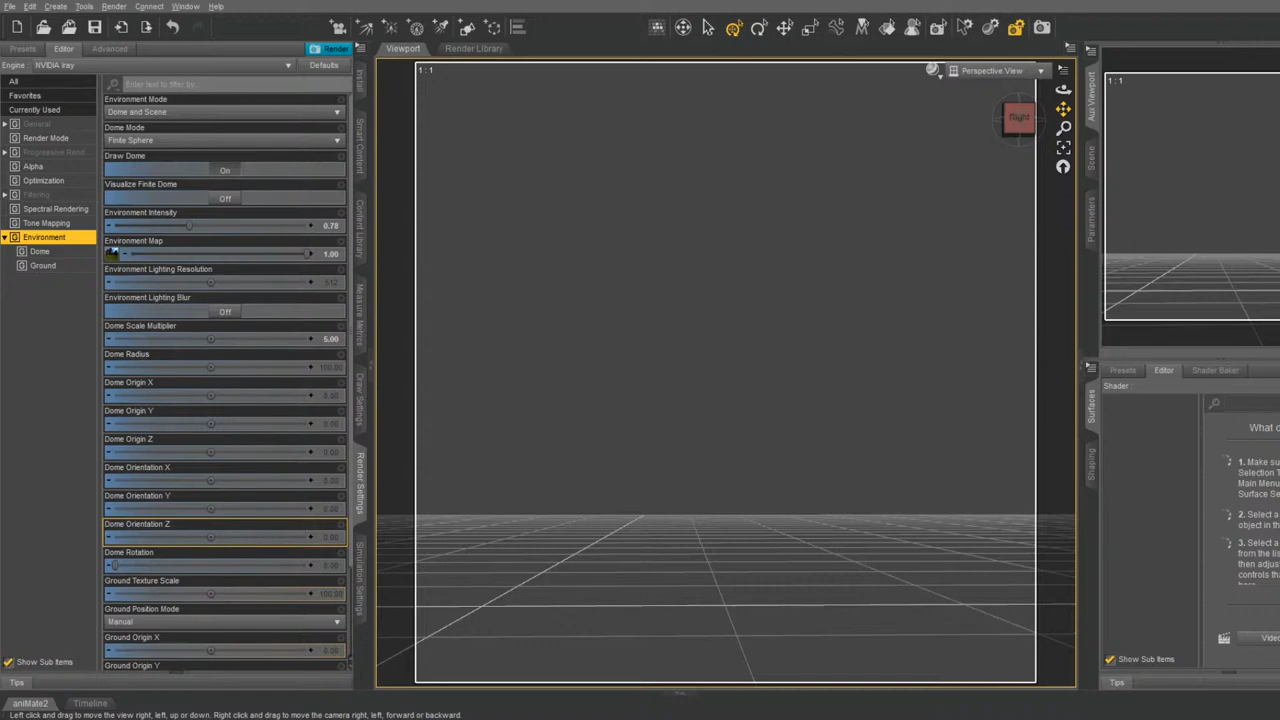 File Edit Create Tools Render Connect Window Help
Presets Editor Advanced Render
Engine : NVIDIA Iray Defaults
All
Favorites
Currently Used
General
Render Mode
Progressive Rend
Alpha
Optimization
Filtering
Spectral Rendering
Tone Mapping
Environment
Dome
Ground
Show Sub Items
Tips
Enter text to filter by...
Environment Mode
Dome and Scene
Dome Mode
Finite Sphere
Draw Dome
On
Visualize Finite Dome
Off
Environment Intensity
0.78
Environment Map
1.00
Environment Lighting Resolution
512
Environment Lighting Blur
Off
Dome Scale Multiplier
5.00
Dome Radius
100.00
Dome Origin X
0.00
Dome Origin Y
0.00
Dome Origin Z
0.00
Dome Orientation X
0.00
Dome Orientation Y
0.00
Dome Orientation Z
0.00
Dome Rotation
0.00
Ground Texture Scale
100.00
Ground Position Mode
Manual
Ground Origin X
0.00
Ground Origin Y
Install
Smart Content
Content Library
Measure Metrics
Draw Settings
Render Settings
Simulation Settings
Viewport Render Library
1 : 1
Perspective View
Right
Aux Viewport
Scene
Parameters
1 : 1
Surfaces
Shaping
Presets Editor Shader Baker
Shader :
What c
1. Make su
Selection T
Main Menu
Surface Se
2. Select a
object in th
3. Select a
from the lis
then adjust
controls tha
Video
Show Sub Items
Tips
aniMate2 Timeline
Left click and drag to move the view right, left, up or down. Right click and drag to move the camera right, left, forward or backward.